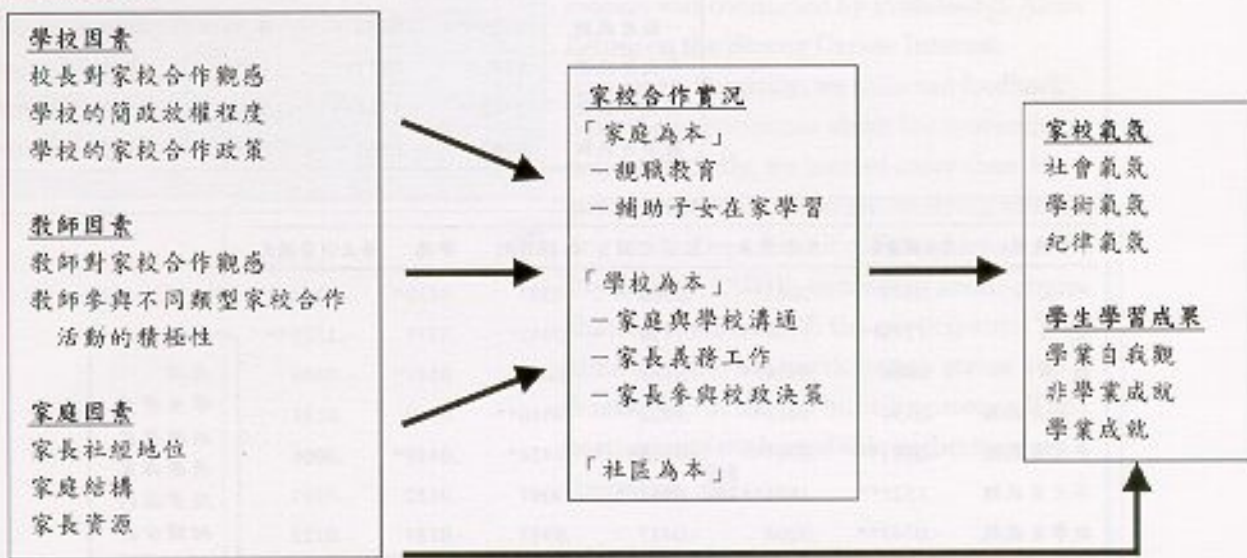 學校因素
校長對家校合作觀感
學校的簡政放權程度
學校的家校合作政策
教師因素
教師對家校合作觀感
教師參與不同類型家校合作
活動的積極性
家庭因素
家長社經地位
家庭結構
家長資源
家校合作實況
「家庭為本」
－親職教育
－輔助子女在家學習
「學校為本」
－家庭與學校溝通
－家長義務工作
－家長參與校政決策
「社區為本」
家校氣氛
社會氣氛
學術氣氛
紀律氣氛
學生學習成果
學業自我觀
非學業成就
學業成就